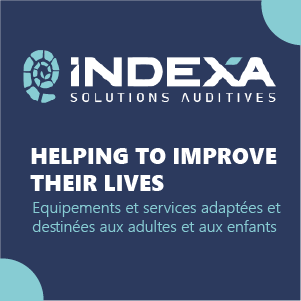 INDEXA
SOLUTIONS AUDITIVES
HELPING TO IMPROVE
THEIR LIVES
Equipements et services adaptées et
destinées aux adultes et aux enfants